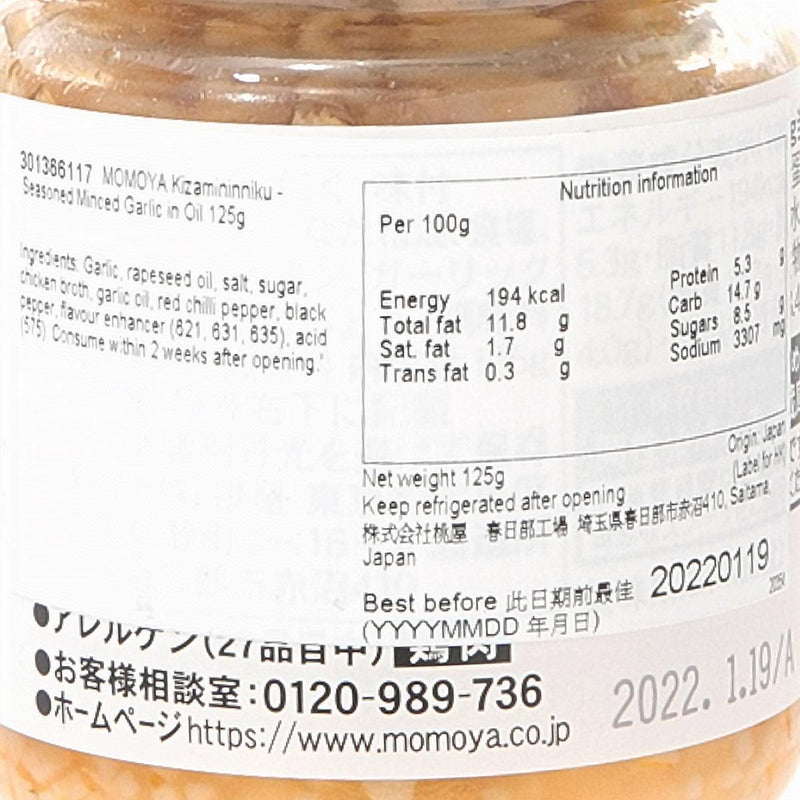 301366117 MOMOYA Kizamininniku -
Seasoned Minced Garlic in Oil 125g
Ingredients: Garlic, rapeseed oil, salt, sugar,
chicken broth, garlic oil, red chilli pepper, black
pepper, flavour enhancer (621, 631, 635), acid
(575). Consume within 2 weeks after opening.
Nutrition information
Per 100g
Energy 194 kcal
Total fat 11.8 g
Sat. fat 1.7 g
Trans fat 0.3 g
Protein 5.3 g
Carb 14.7 g
Sugars 8.5 g
Sodium 3307 mg
Origin: Japan
(Label for HK)
Net weight 125g
Keep refrigerated after opening
株式会社桃屋 春日部工場 埼玉県春日部市赤沼410, Saitama,
Japan
Best before 此日期前最佳 20220119
(YYYYMMDD 年月日)
●アレルゲン(27品目中) 鶏肉
●お客様相談室:0120-989-736
●ホームページhttps://www.momoya.co.jp
2022. 1.19/A